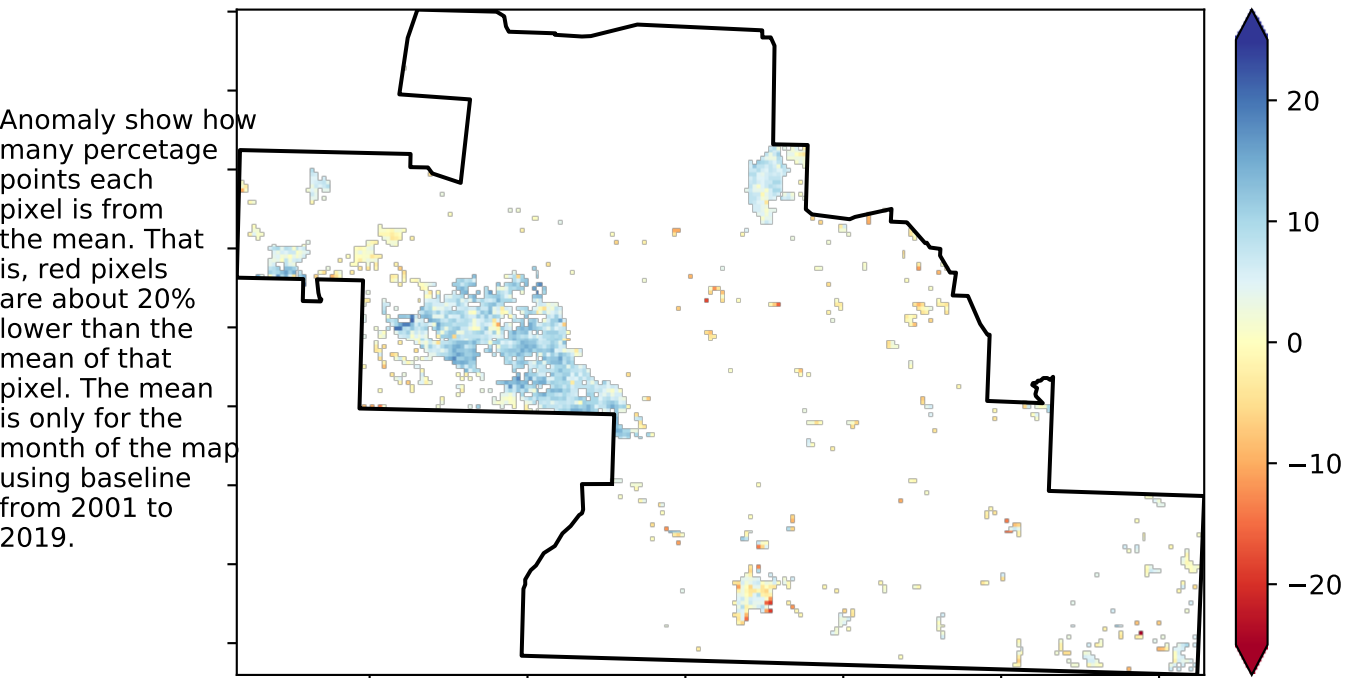 Anomaly show how
many percetage
points each
pixel is from
the mean. That
is, red pixels
are about 20%
lower than the
mean of that
pixel. The mean
is only for the
month of the map
using baseline
from 2001 to
2019.
20
10
0
−10
−20